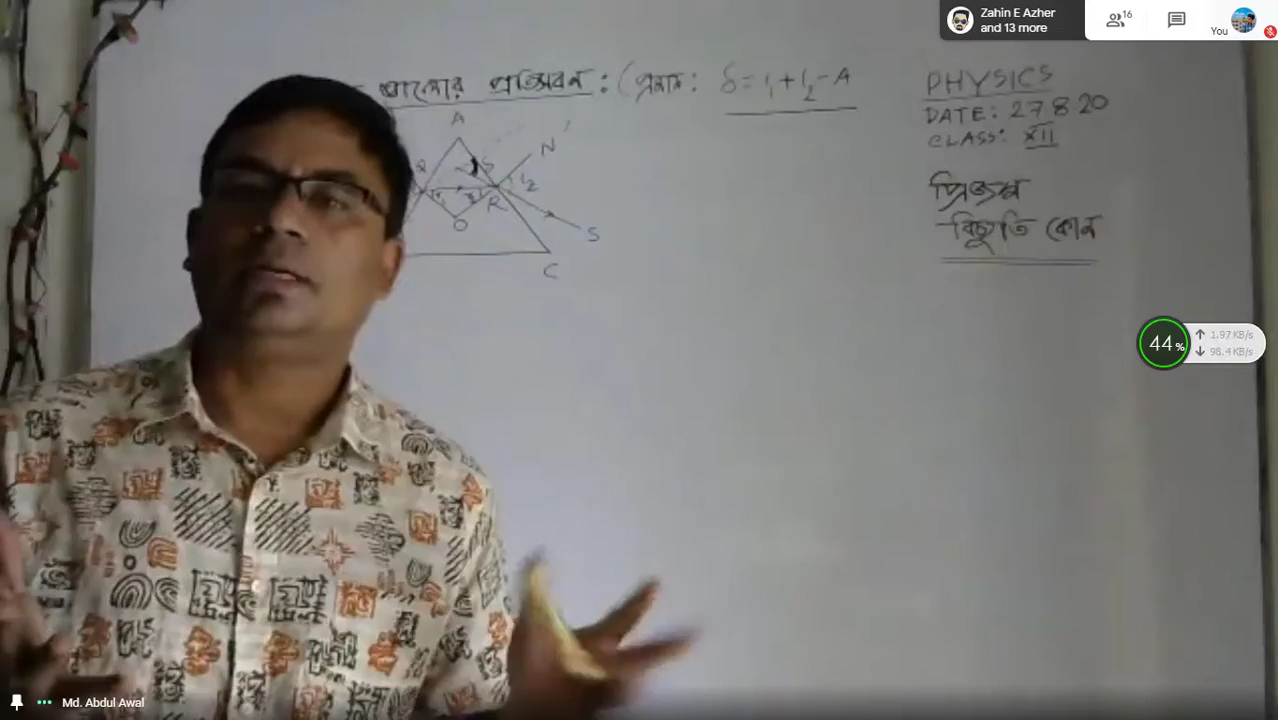 Zahin E Azher
and 13 more
16
You
আলোর প্রতিসরণ : (প্রমাণ: δ = i₁ + i₂ - A
PHYSICS
DATE: 27 8 20
CLASS: XII
প্রিজম
বিচ্যুতি কোন
A
N'
Q
S
i₂
R
O
S
C
44%
1.97 KB/s
98.4 KB/s
Md. Abdul Awal